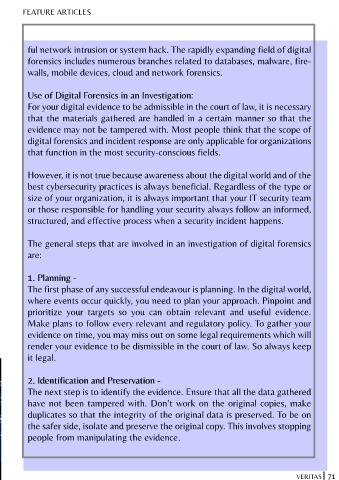 FEATURE ARTICLES
ful network intrusion or system hack. The rapidly expanding field of digital
forensics includes numerous branches related to databases, malware, fire-
walls, mobile devices, cloud and network forensics.
Use of Digital Forensics in an Investigation:
For your digital evidence to be admissible in the court of law, it is necessary
that the materials gathered are handled in a certain manner so that the
evidence may not be tampered with. Most people think that the scope of
digital forensics and incident response are only applicable for organizations
that function in the most security-conscious fields.
However, it is not true because awareness about the digital world and of the
best cybersecurity practices is always beneficial. Regardless of the type or
size of your organization, it is always important that your IT security team
or those responsible for handling your security always follow an informed,
structured, and effective process when a security incident happens.
The general steps that are involved in an investigation of digital forensics
are:
1. Planning -
The first phase of any successful endeavour is planning. In the digital world,
where events occur quickly, you need to plan your approach. Pinpoint and
prioritize your targets so you can obtain relevant and useful evidence.
Make plans to follow every relevant and regulatory policy. To gather your
evidence on time, you may miss out on some legal requirements which will
render your evidence to be dismissible in the court of law. So always keep
it legal.
2. Identification and Preservation -
The next step is to identify the evidence. Ensure that all the data gathered
have not been tampered with. Don't work on the original copies, make
duplicates so that the integrity of the original data is preserved. To be on
the safer side, isolate and preserve the original copy. This involves stopping
people from manipulating the evidence.
VERITAS | 71